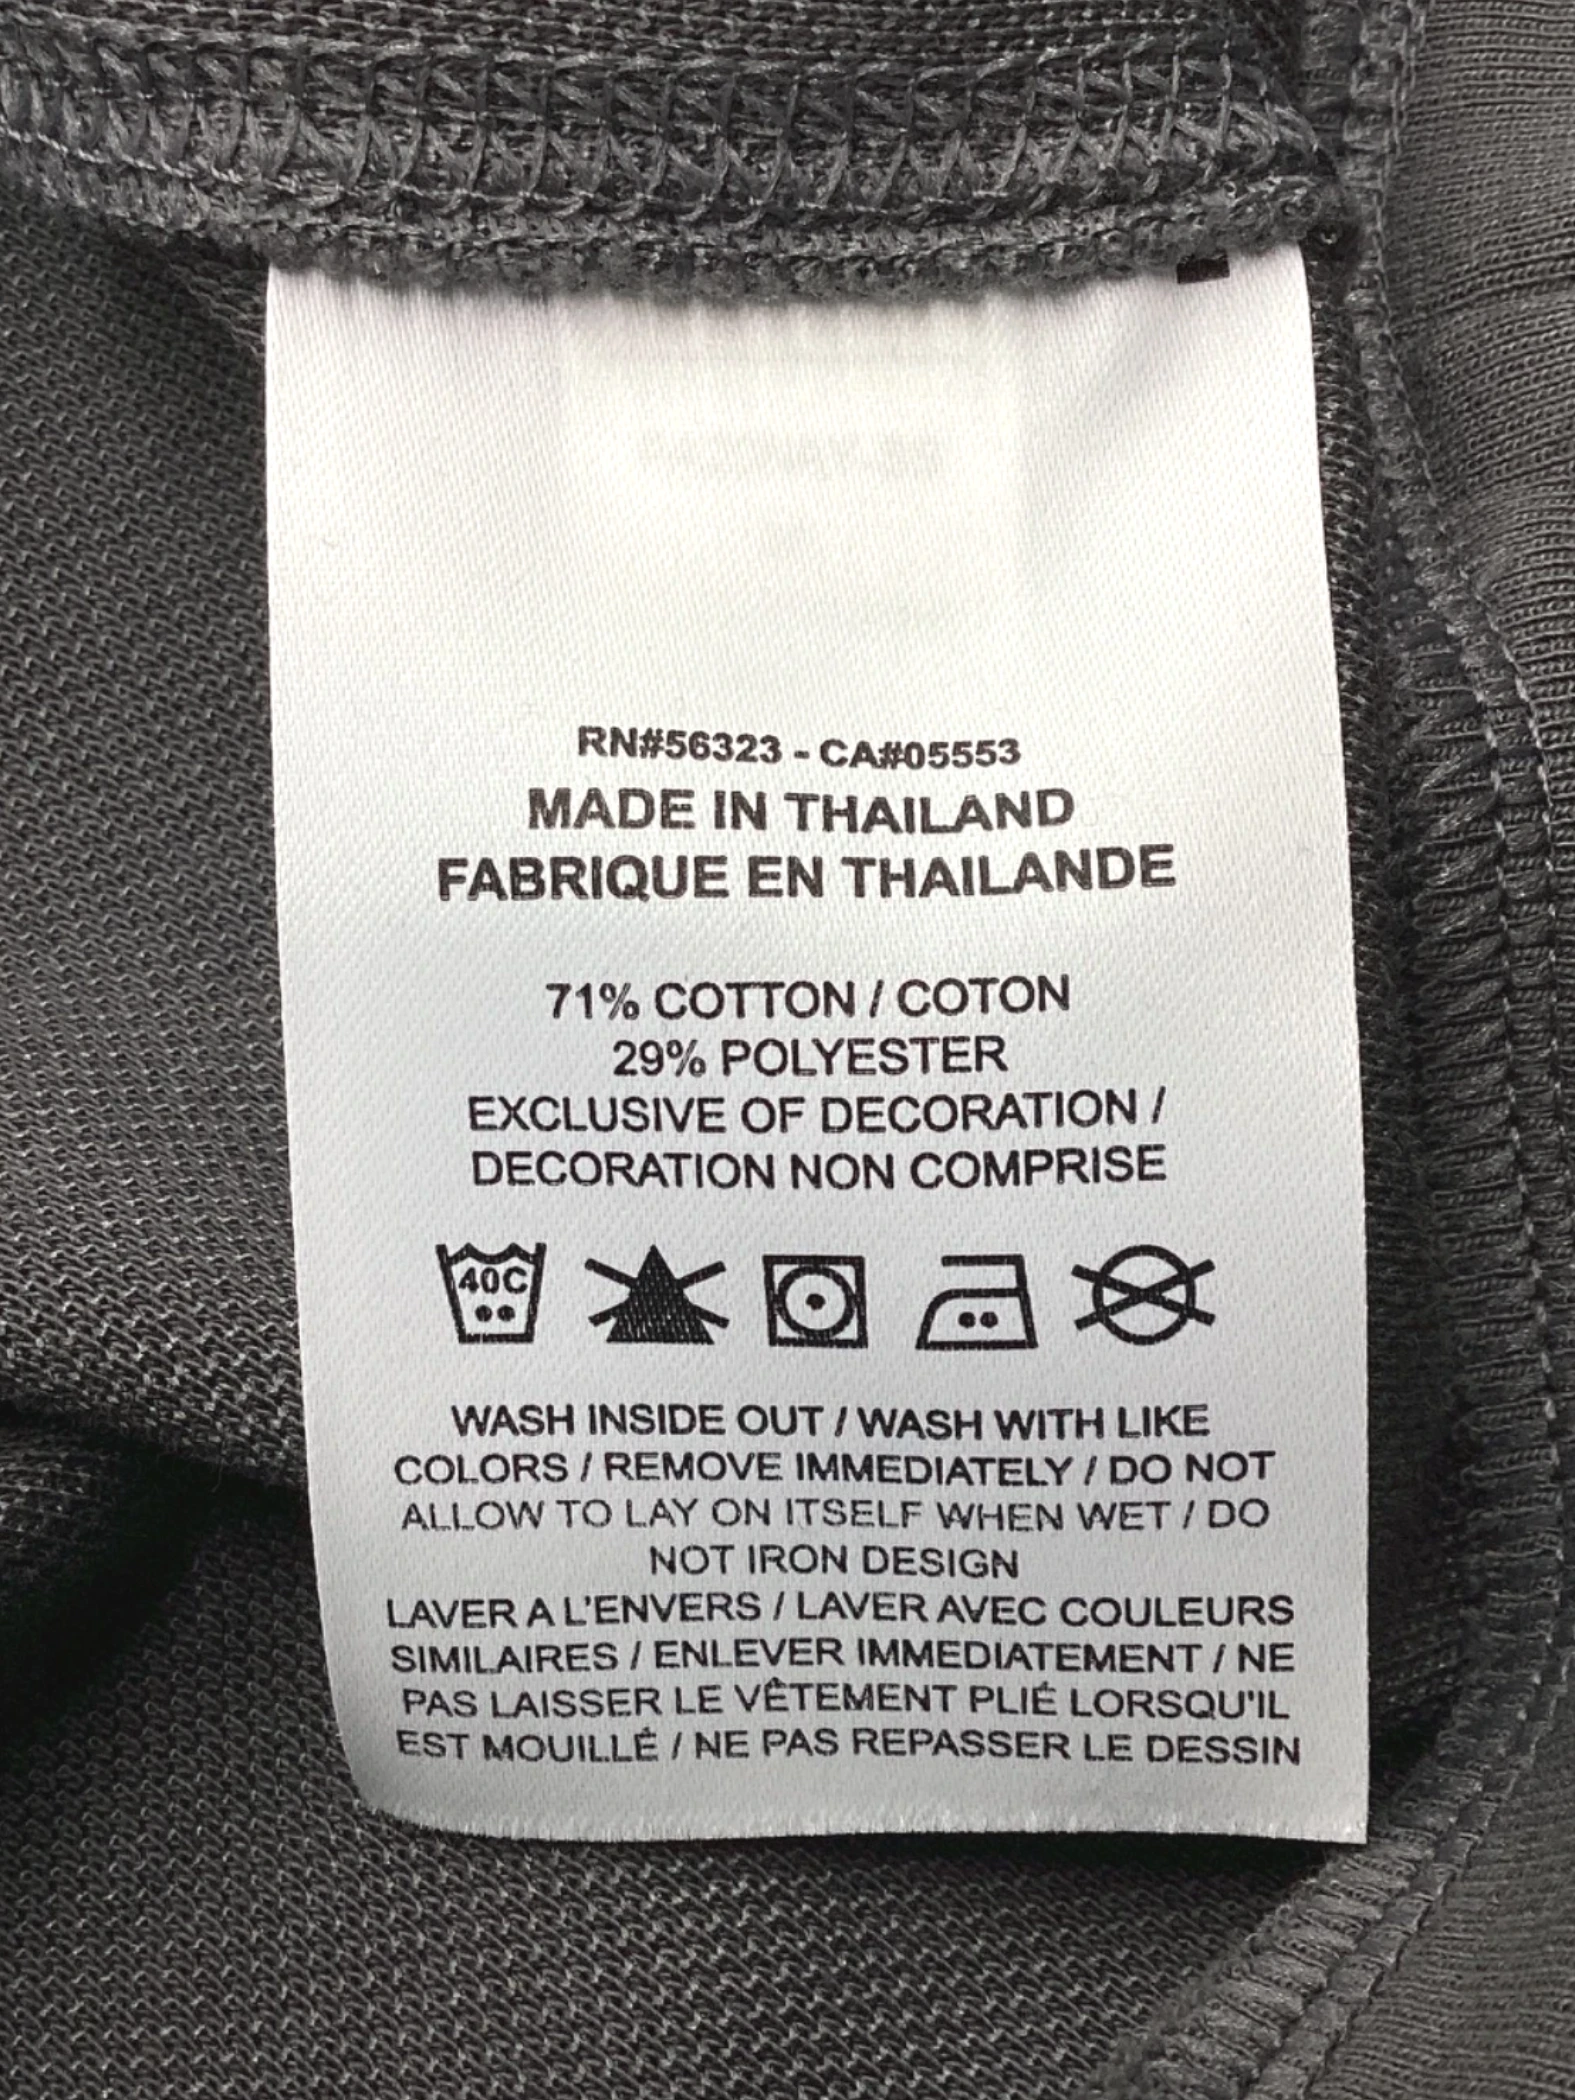 RN#56323 - CA#05553
MADE IN THAILAND
FABRIQUE EN THAILANDE
71% COTTON / COTON
29% POLYESTER
EXCLUSIVE OF DECORATION /
DECORATION NON COMPRISE
40C
WASH INSIDE OUT / WASH WITH LIKE
COLORS / REMOVE IMMEDIATELY / DO NOT
ALLOW TO LAY ON ITSELF WHEN WET / DO
NOT IRON DESIGN
LAVER A L'ENVERS / LAVER AVEC COULEURS
SIMILAIRES / ENLEVER IMMEDIATEMENT / NE
PAS LAISSER LE VÊTEMENT PLIÉ LORSQU'IL
EST MOUILLÉ / NE PAS REPASSER LE DESSIN